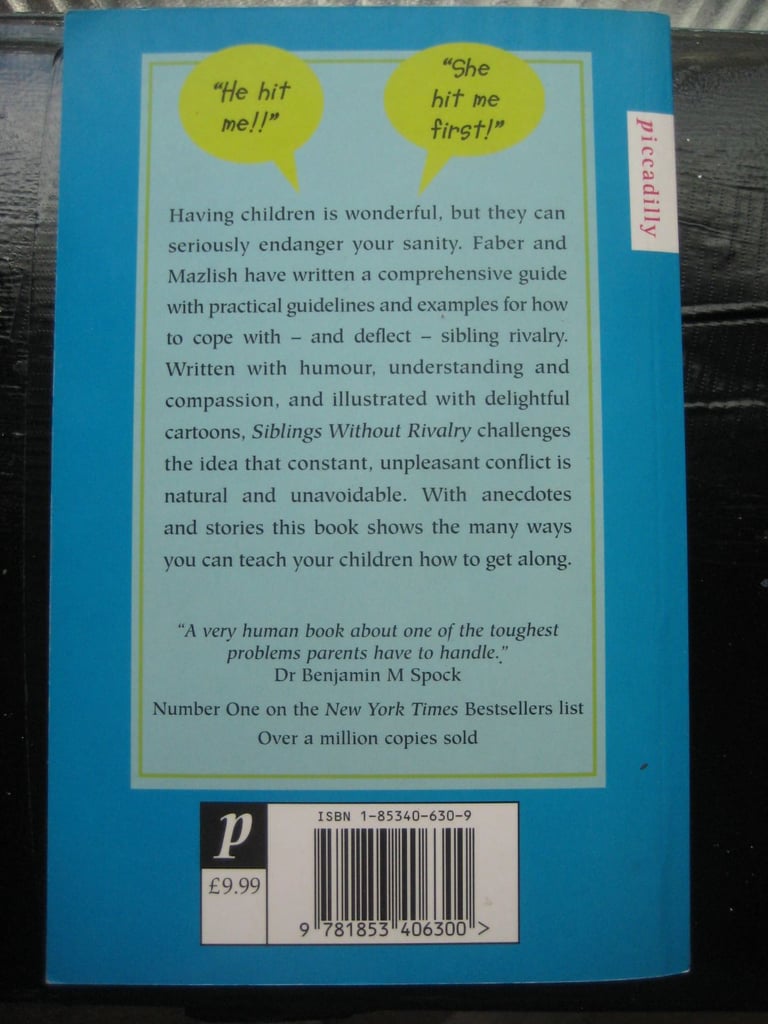 "He hit
me!!"
"She
hit me
first!"
piccadilly
Having children is wonderful, but they can
seriously endanger your sanity. Faber and
Mazlish have written a comprehensive guide
with practical guidelines and examples for how
to cope with – and deflect – sibling rivalry.
Written with humour, understanding and
compassion, and illustrated with delightful
cartoons, Siblings Without Rivalry challenges
the idea that constant, unpleasant conflict is
natural and unavoidable. With anecdotes
and stories this book shows the many ways
you can teach your children how to get along.
"A very human book about one of the toughest
problems parents have to handle."
Dr Benjamin M Spock
Number One on the New York Times Bestsellers list
Over a million copies sold
p
£9.99
ISBN 1-85340-630-9
9 781853 406300 >